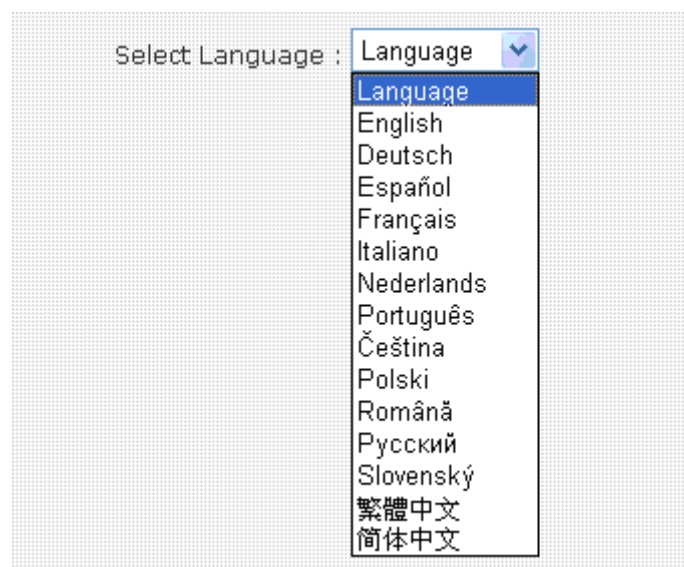 Select Language : Language
Language
English
Deutsch
Español
Français
Italiano
Nederlands
Português
Čeština
Polski
Română
Русский
Slovenský
繁體中文
简体中文